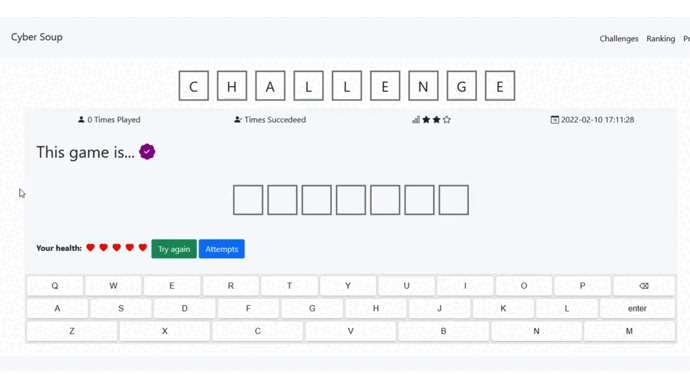 Cyber Soup Challenges Ranking Pr
C H A L L E N G E
0 Times Played Times Succedeed 2022-02-10 17:11:28
This game is...
Your health: Try again Attempts
Q W E R T Y U I O P
A S D F G H J K L enter
Z X C V B N M